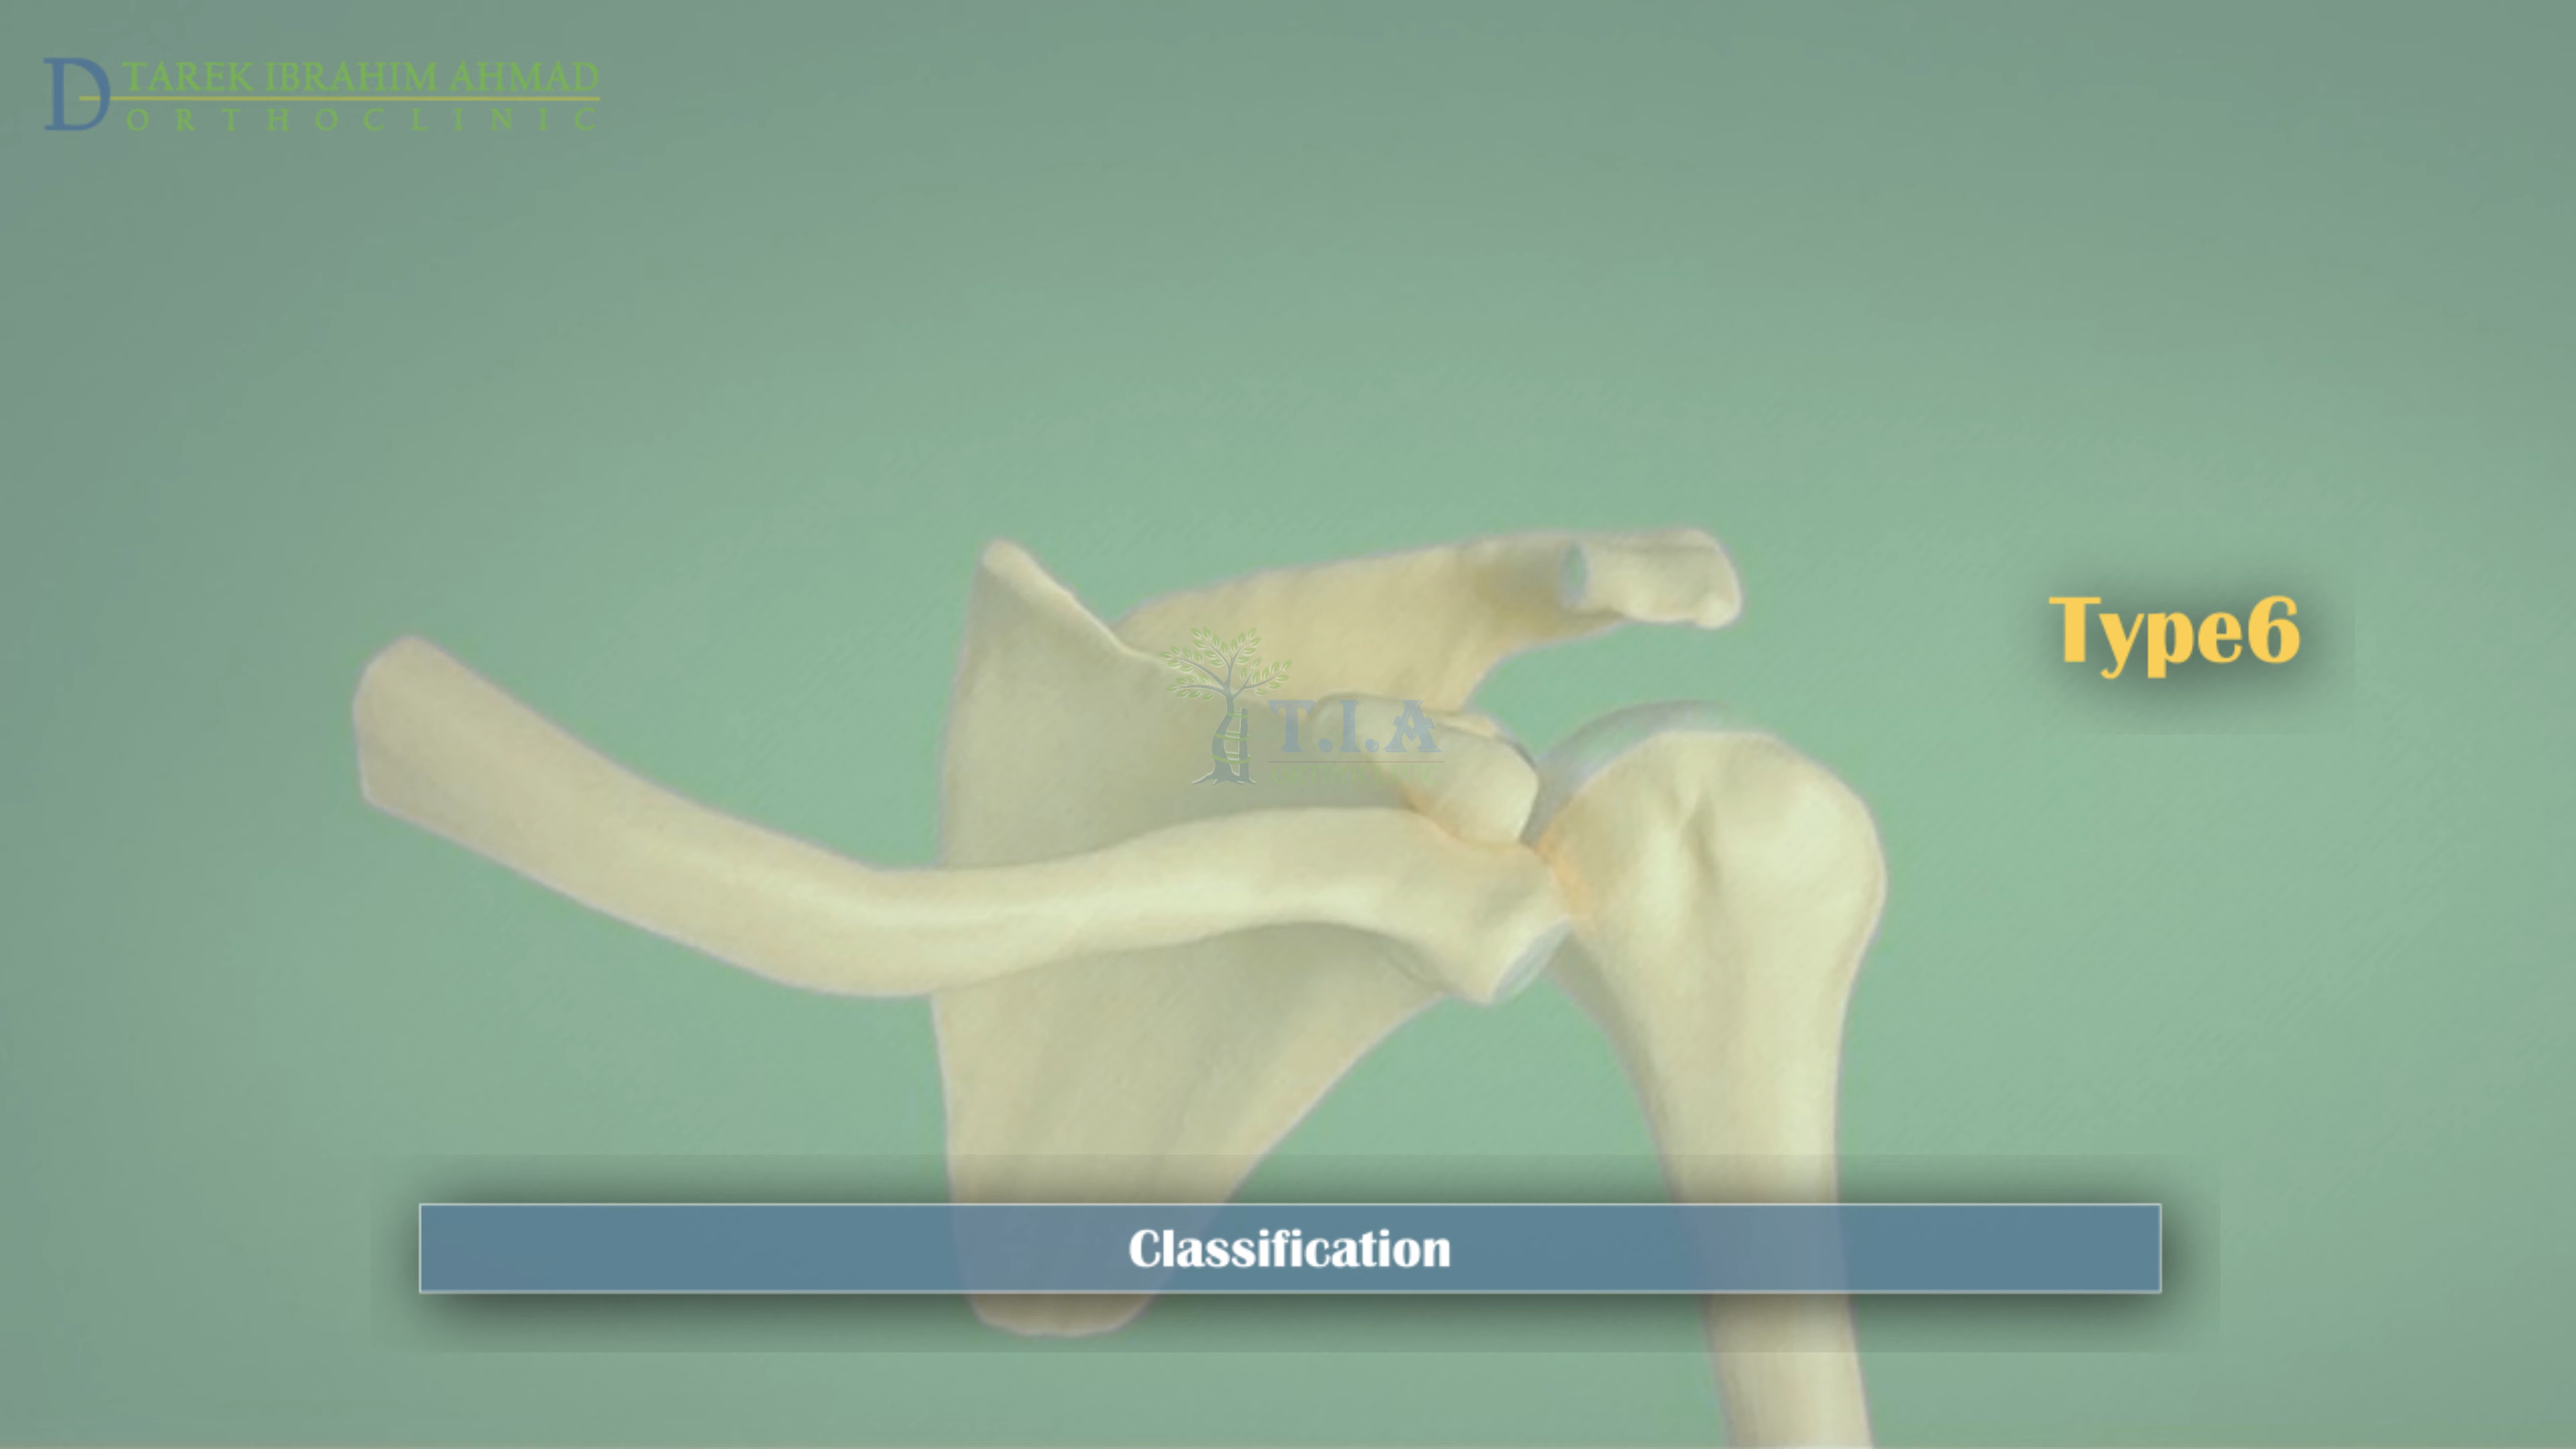 D TAREK IBRAHIM AHMAD
ORTHOCLINIC
Type6
T.I.A
Classification